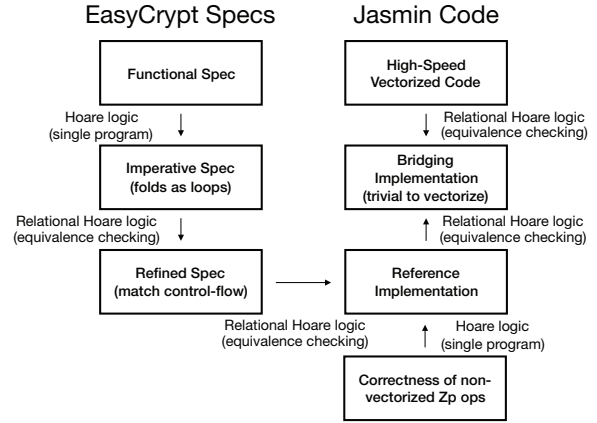 EasyCrypt Specs
Jasmin Code
Functional Spec
High-Speed
Vectorized Code
Hoare logic
(single program)
Relational Hoare logic
(equivalence checking)
Imperative Spec
(folds as loops)
Bridging
Implementation
(trivial to vectorize)
Relational Hoare logic
(equivalence checking)
Relational Hoare logic
(equivalence checking)
Refined Spec
(match control-flow)
Reference
Implementation
Relational Hoare logic
(equivalence checking)
Hoare logic
(single program)
Correctness of non-
vectorized Zp ops